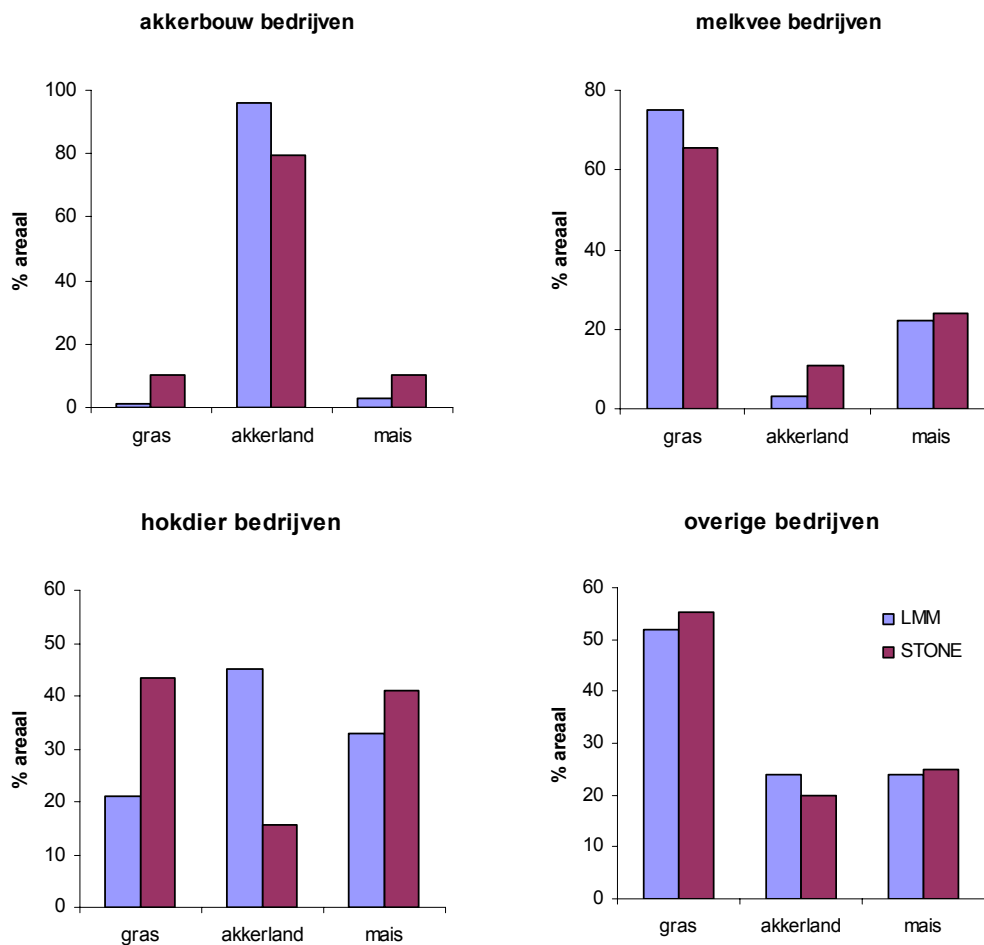 akkerbouw bedrijven
% areaal
100
80
60
40
20
0
gras akkerland mais
melkvee bedrijven
% areaal
80
60
40
20
0
gras akkerland mais
hokdier bedrijven
% areaal
60
50
40
30
20
10
0
gras akkerland mais
overige bedrijven
% areaal
60
50
40
30
20
10
0
gras akkerland mais
LMM
STONE